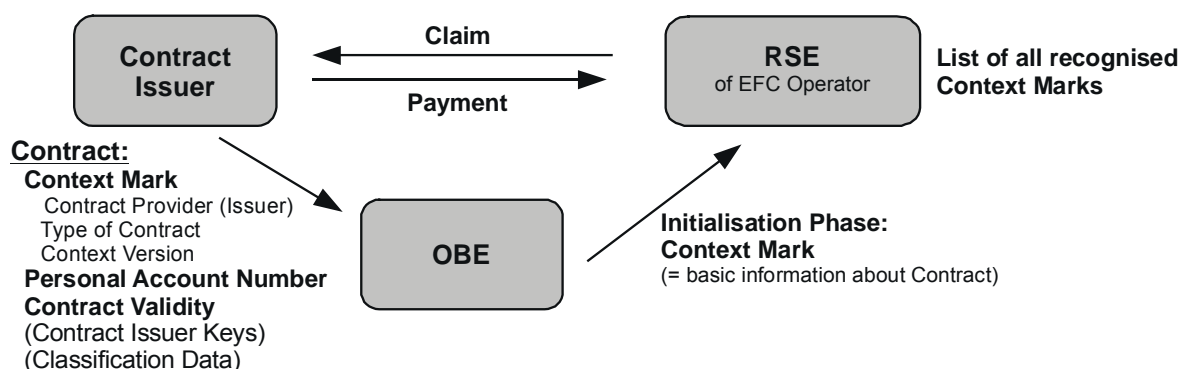 Contract
Issuer
Claim
Payment
RSE
of EFC Operator
List of all recognised
Context Marks
Contract:
Context Mark
Contract Provider (Issuer)
Type of Contract
Context Version
Personal Account Number
Contract Validity
(Contract Issuer Keys)
(Classification Data)
OBE
Initialisation Phase:
Context Mark
(= basic information about Contract)